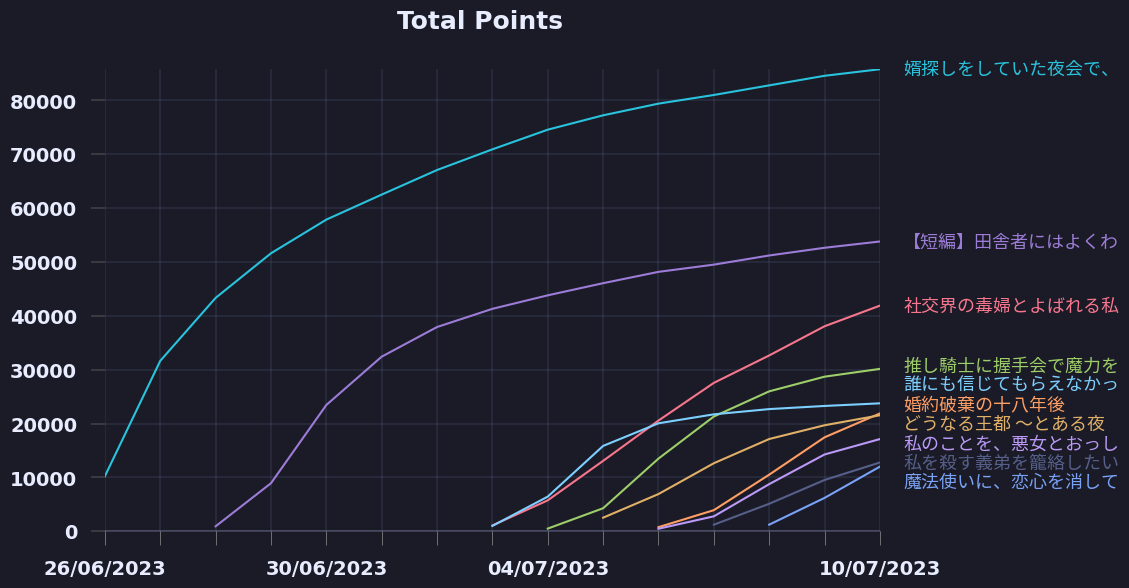 Total Points
80000
70000
60000
50000
40000
30000
20000
10000
0
26/06/2023
30/06/2023
04/07/2023
10/07/2023
婿探しをしていた夜会で、
【短編】田舎者にはよくわ
社交界の毒婦とよばれる私
推し騎士に握手会で魔力を
誰にも信じてもらえなかっ
婚約破棄の十八年後
どうなる王都 ～とある夜
私のことを、悪女とおっし
私を殺す義弟を籠絡したい
魔法使いに、恋心を消して